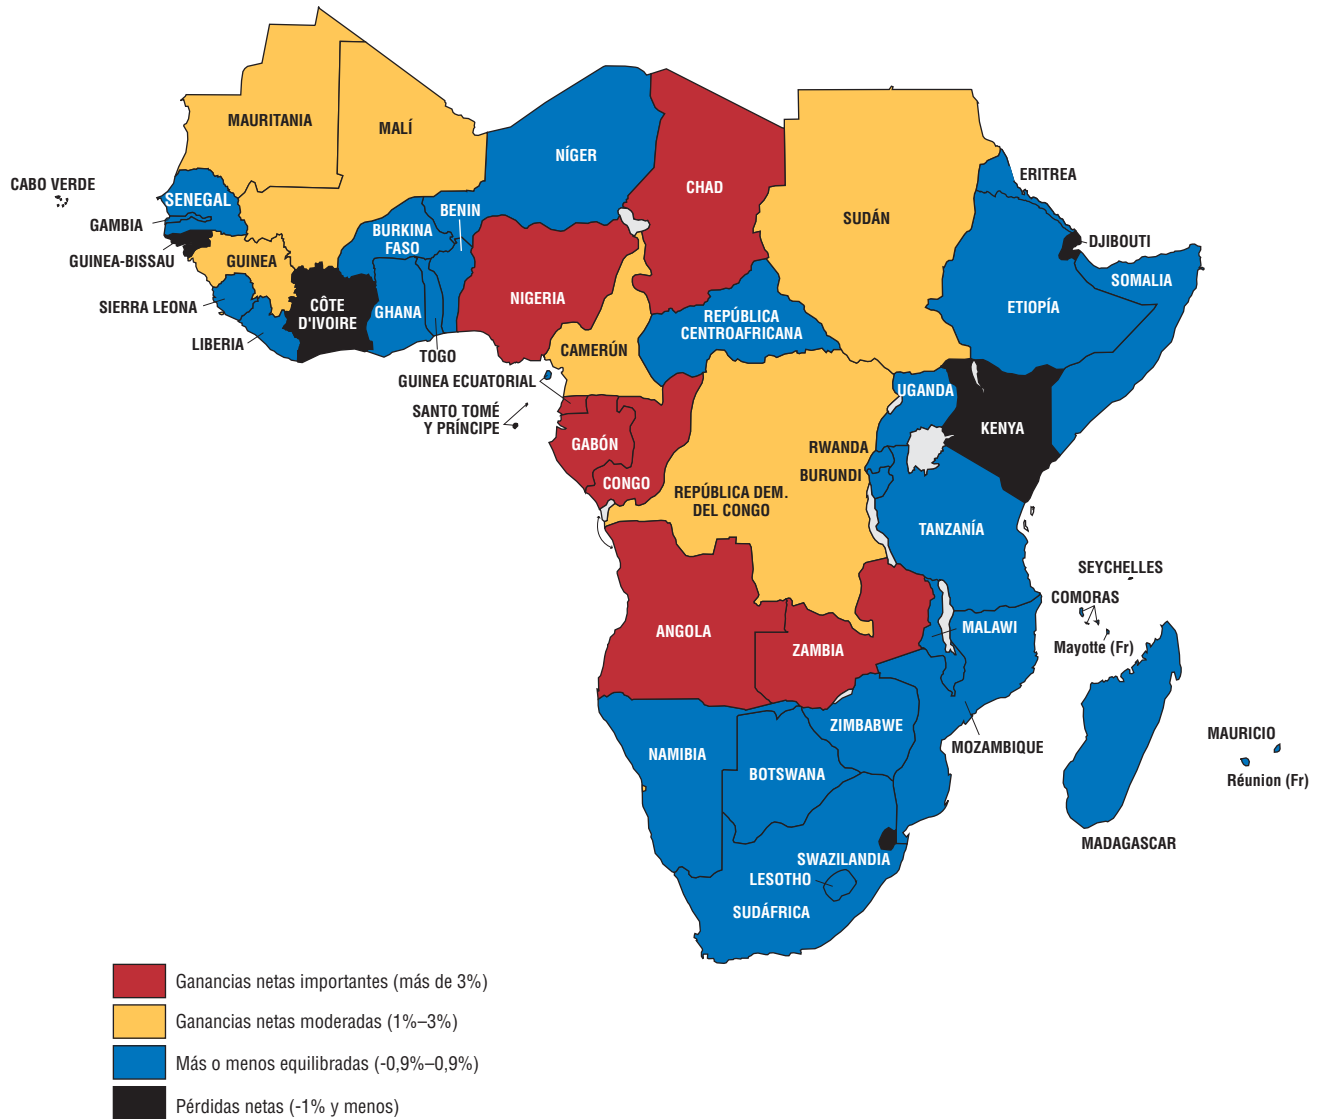 MAURITANIA
MALÍ
NÍGER
CHAD
SUDÁN
ERITREA
CABO VERDE
SENEGAL
GAMBIA
BENIN
BURKINA
FASO
DJIBOUTI
GUINEA-BISSAU
GUINEA
SOMALIA
SIERRA LEONA
CÔTE
D'IVOIRE
GHANA
NIGERIA
REPÚBLICA
CENTROAFRICANA
ETIOPÍA
LIBERIA
TOGO
CAMERÚN
GUINEA ECUATORIAL
UGANDA
SANTO TOMÉ
Y PRÍNCIPE
KENYA
GABÓN
RWANDA
BURUNDI
CONGO
REPÚBLICA DEM.
DEL CONGO
TANZANÍA
SEYCHELLES
COMORAS
ANGOLA
MALAWI
ZAMBIA
Mayotte (Fr)
ZIMBABWE
MAURICIO
NAMIBIA
MOZAMBIQUE
BOTSWANA
Réunion (Fr)
MADAGASCAR
SWAZILANDIA
LESOTHO
SUDÁFRICA
Ganancias netas importantes (más de 3%)
Ganancias netas moderadas (1%–3%)
Más o menos equilibradas (-0,9%–0,9%)
Pérdidas netas (-1% y menos)